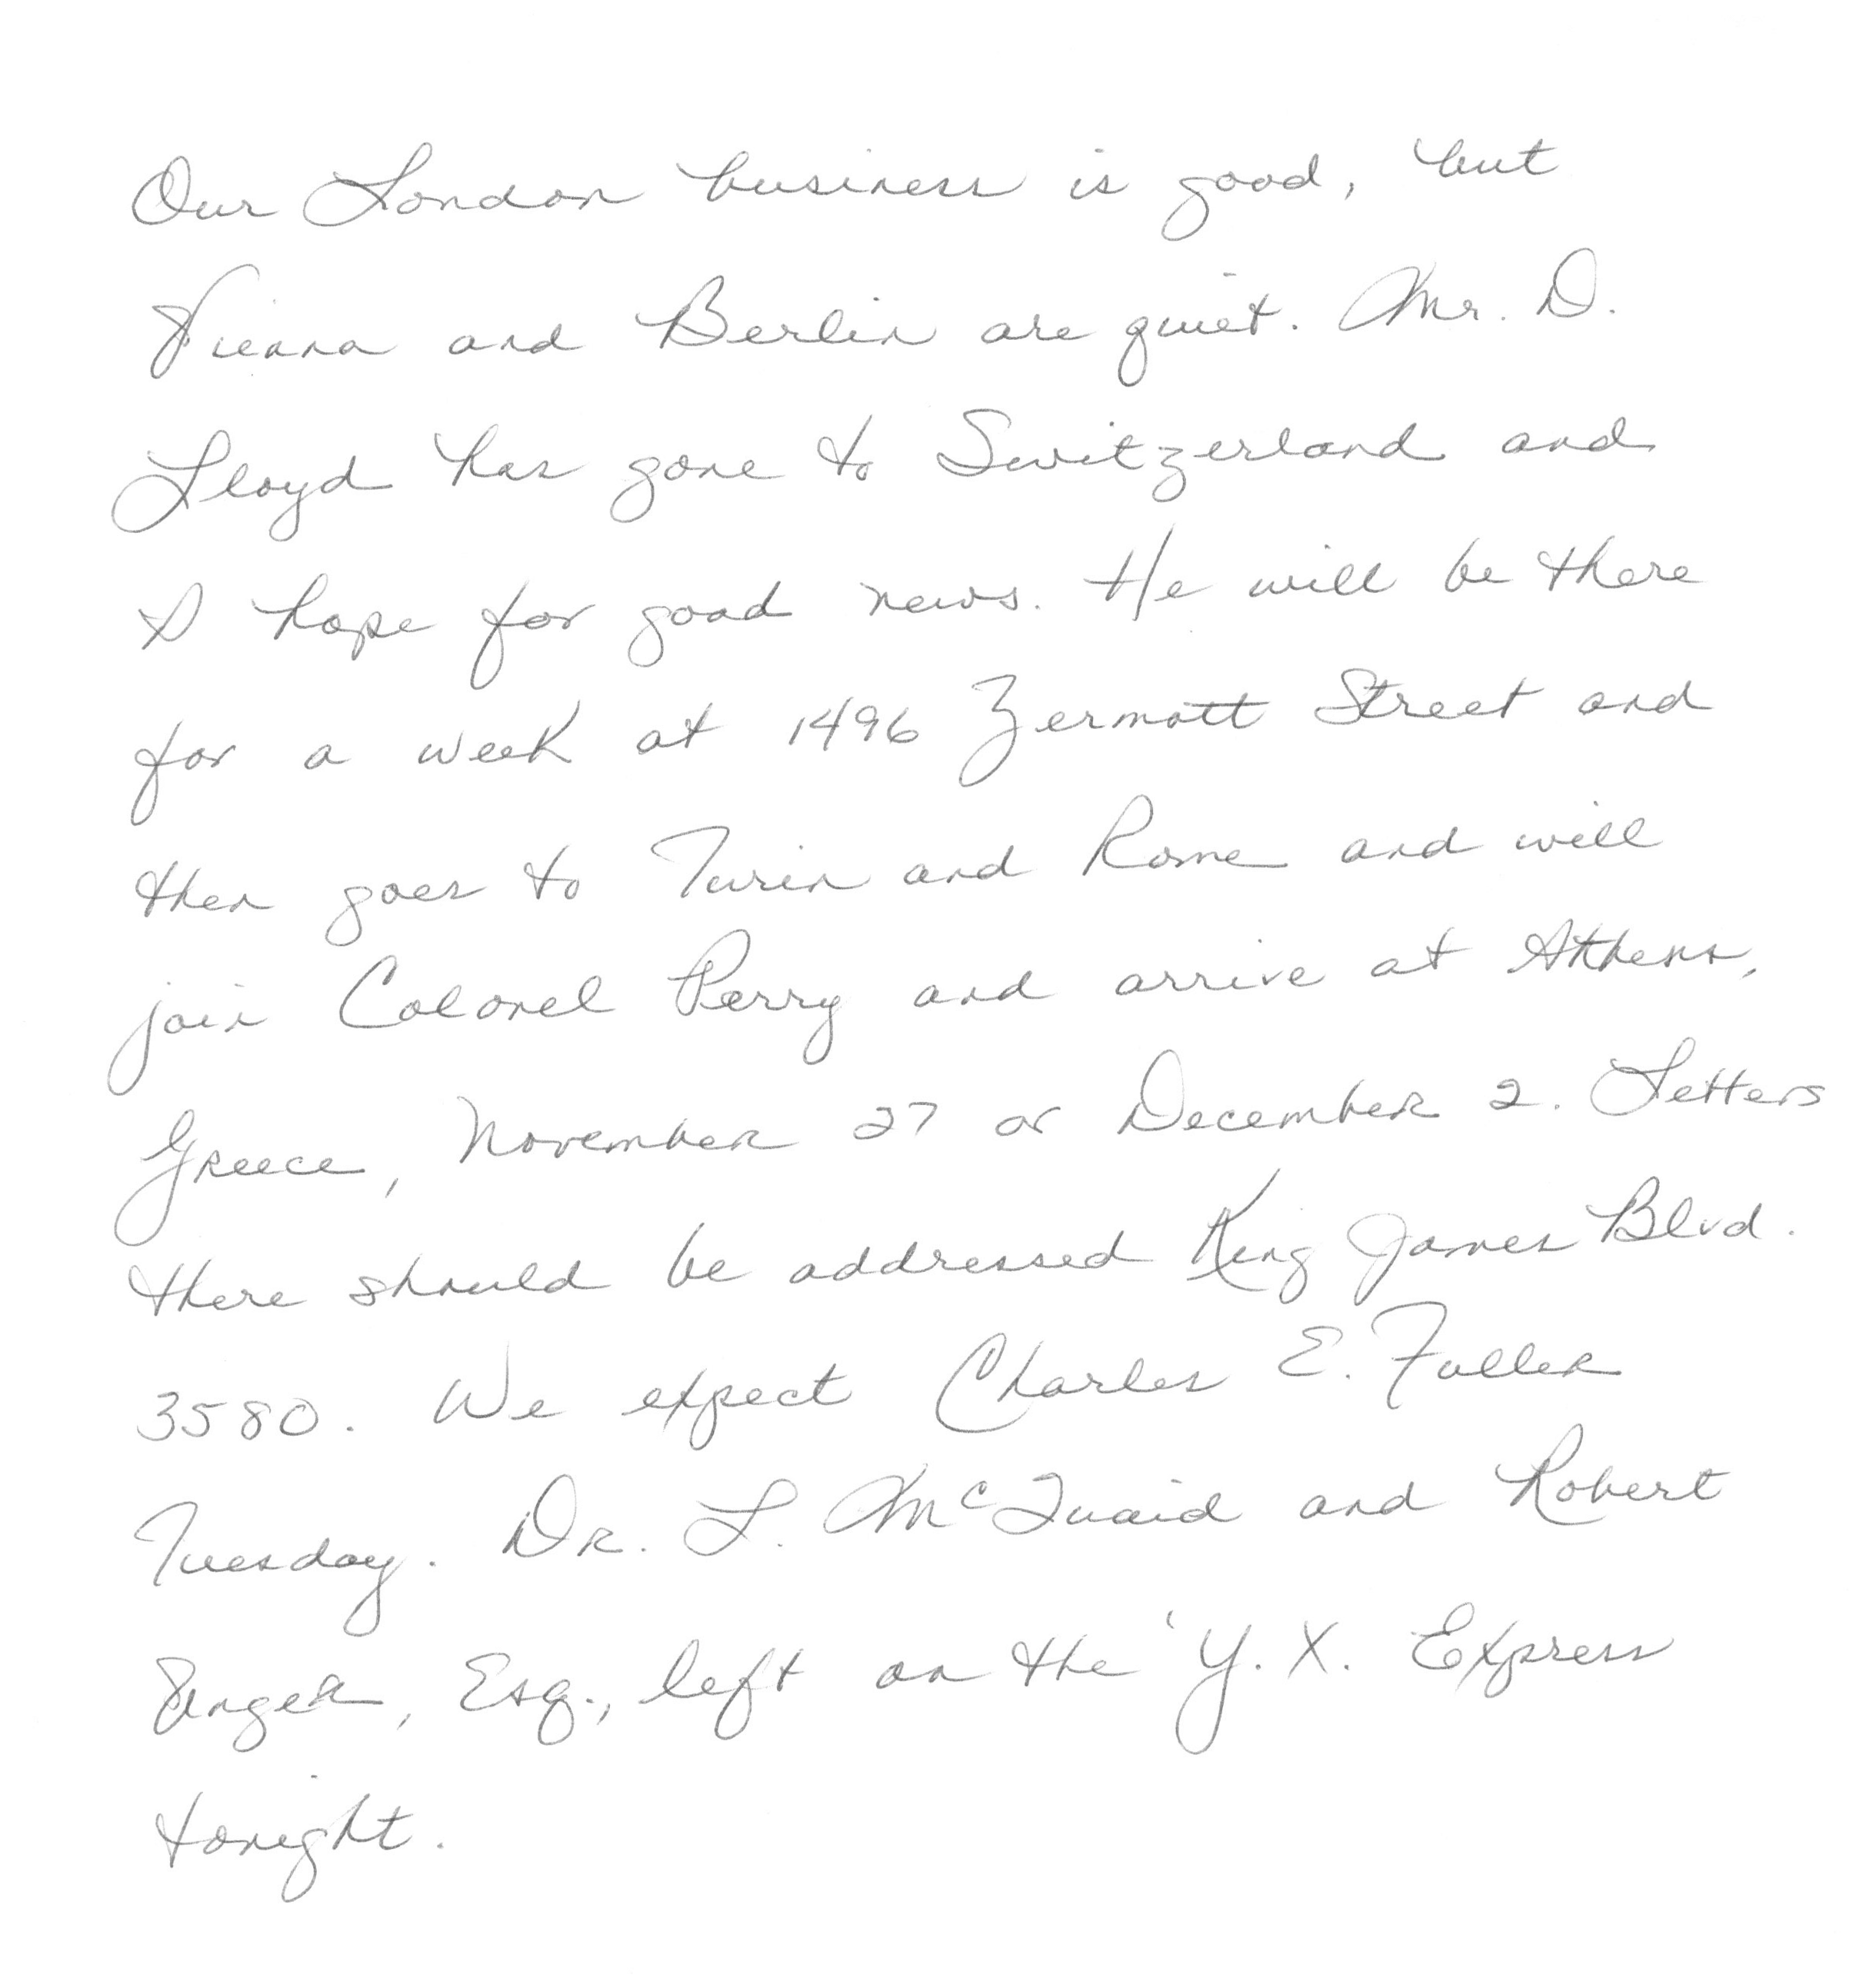 Our London business is good, but
Vienna and Berlin are quiet. Mr. D.
Lloyd has gone to Switzerland and
I hope for good news. He will be there
for a week at 1496 Zermott Street and
then goes to Turin and Rome and will
join Colonel Perry and arrive at Athens,
Greece, November 27 or December 2. Letters
there should be addressed King James Blvd.
3580. We expect Charles E. Fuller
Tuesday. Dr. L. McQuaid and Robert
Unger, Esq., left on the 'Y. X. Express
tonight.